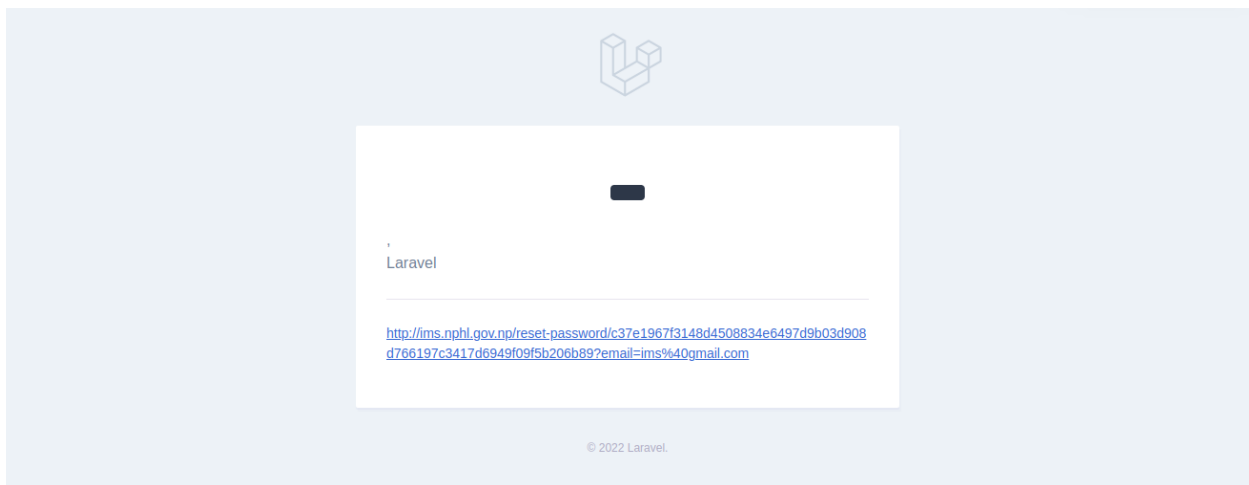 ,
Laravel
http://ims.nphl.gov.np/reset-password/c37e1967f3148d4508834e6497d9b03d908
d766197c3417d6949f09f5b206b89?email=ims%40gmail.com
© 2022 Laravel.